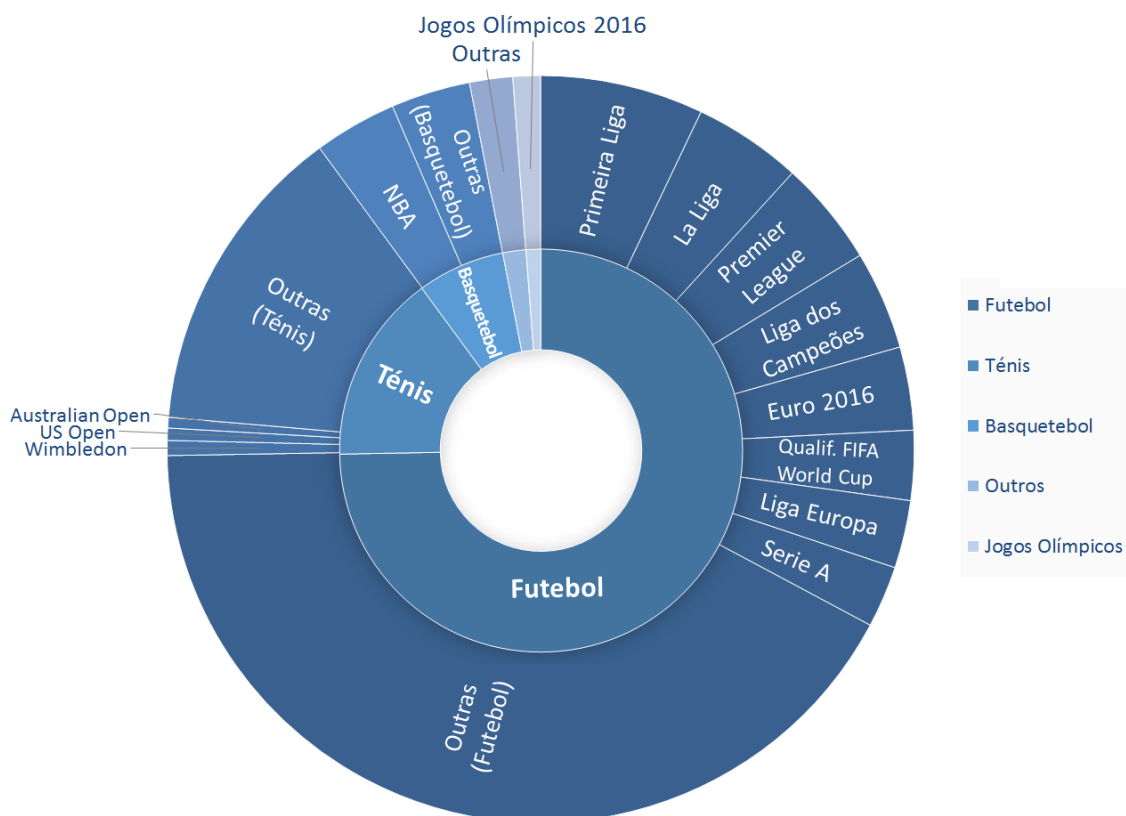 Jogos Olímpicos 2016
Outras
Primeira Liga
La Liga
Premier
League
Liga dos
Campeões
Euro 2016
Qualif. FIFA
World Cup
Liga Europa
Serie A
Outras
(Futebol)
Wimbledon
US Open
Australian Open
Outras
(Ténis)
NBA
Outras
(Basquetebol)
Futebol
Ténis
Basquetebol
Futebol
Ténis
Basquetebol
Outros
Jogos Olímpicos